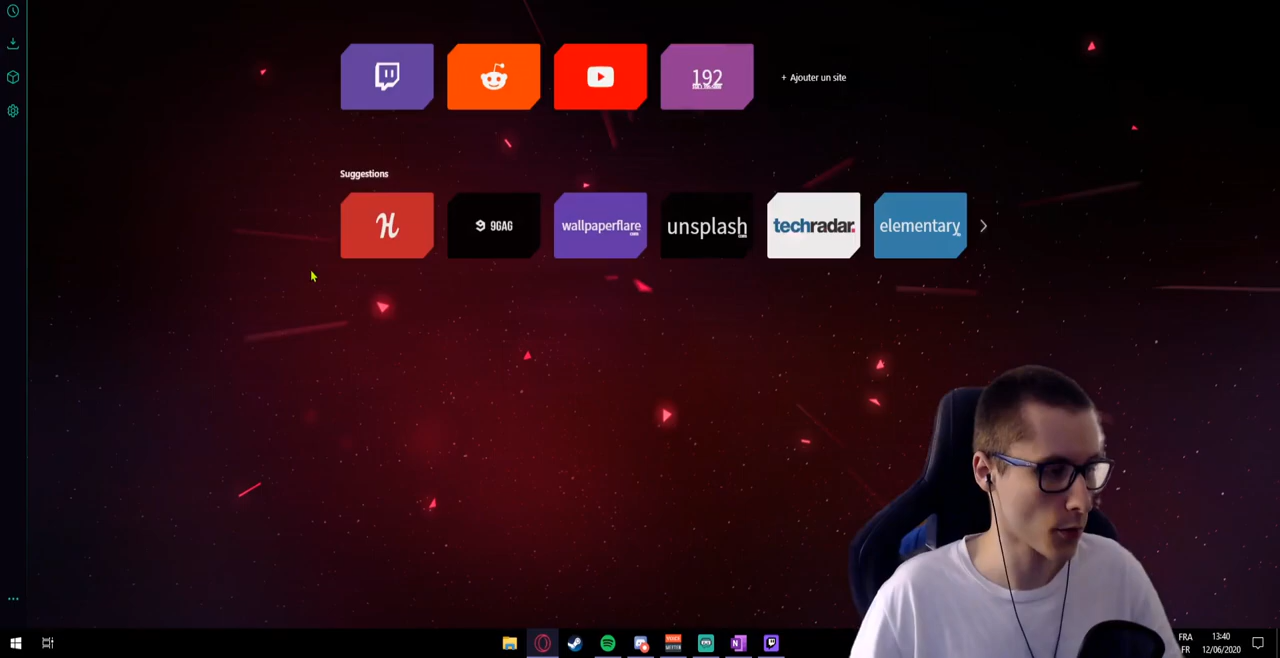 192
+ Ajouter un site
Suggestions
H
9GAG
wallpaperflare
unsplash
techradar.
elementary
FRA
FR
13:40
12/06/2020